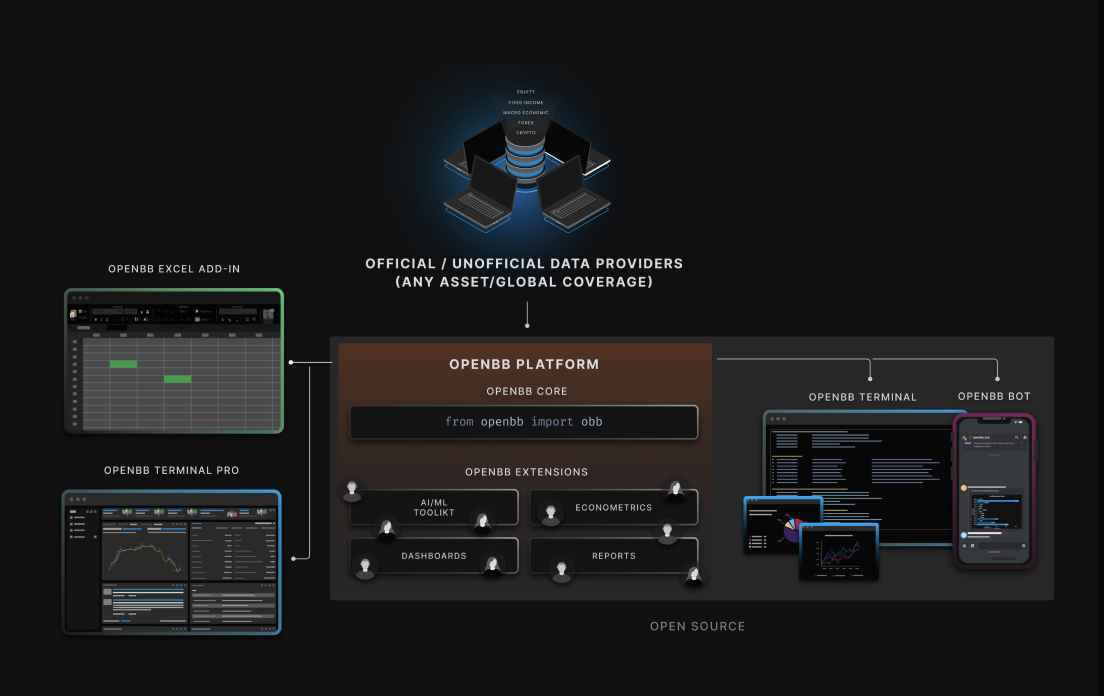 EQUITY
FIXED INCOME
MACRO ECONOMIC
FOREX
CRYPTO
OFFICIAL / UNOFFICIAL DATA PROVIDERS
(ANY ASSET/GLOBAL COVERAGE)
OPENBB EXCEL ADD-IN
OPENBB TERMINAL PRO
OPENBB PLATFORM
OPENBB CORE
from openbb import obb
OPENBB EXTENSIONS
AI/ML
TOOLIKT
ECONOMETRICS
DASHBOARDS
REPORTS
OPENBB TERMINAL
OPENBB BOT
openbb_bot
OPEN SOURCE